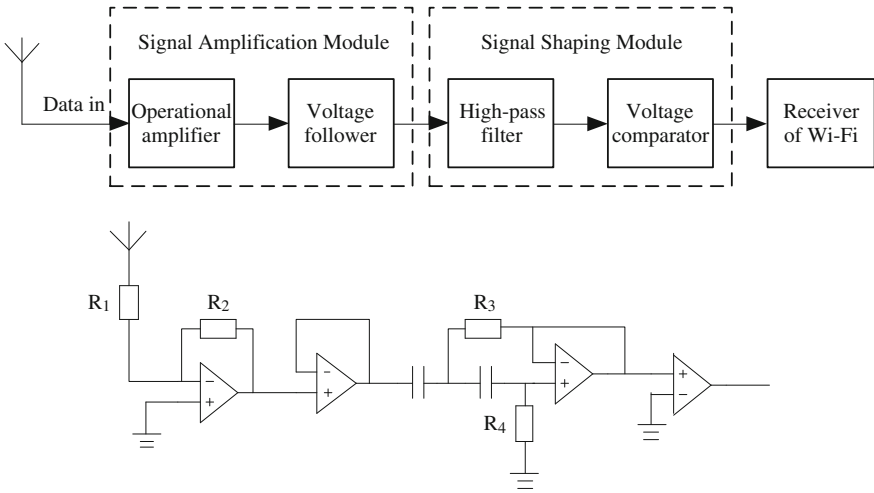 Signal Amplification Module
Signal Shaping Module
Data in
Operational
amplifier
Voltage
follower
High-pass
filter
Voltage
comparator
Receiver
of Wi-Fi
R1
R2
R3
R4
-
+
-
+
-
+
+
-